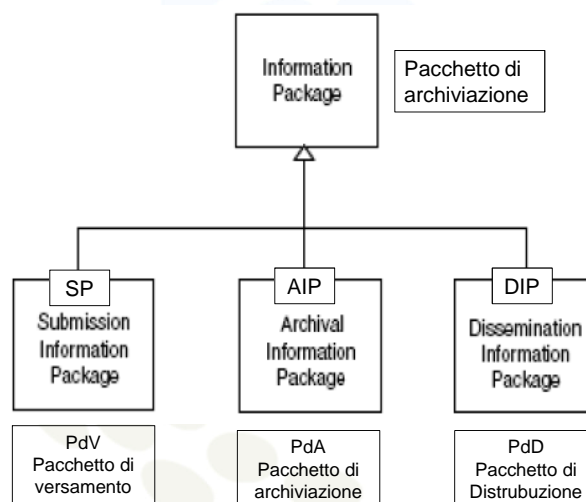 Information
Package
Pacchetto di
archiviazione
SP
Submission
Information
Package
AIP
Archival
Information
Package
DIP
Dissemination
Information
Package
PdV
Pacchetto di
versamento
PdA
Pacchetto di
archiviazione
PdD
Pacchetto di
Distrubuzione